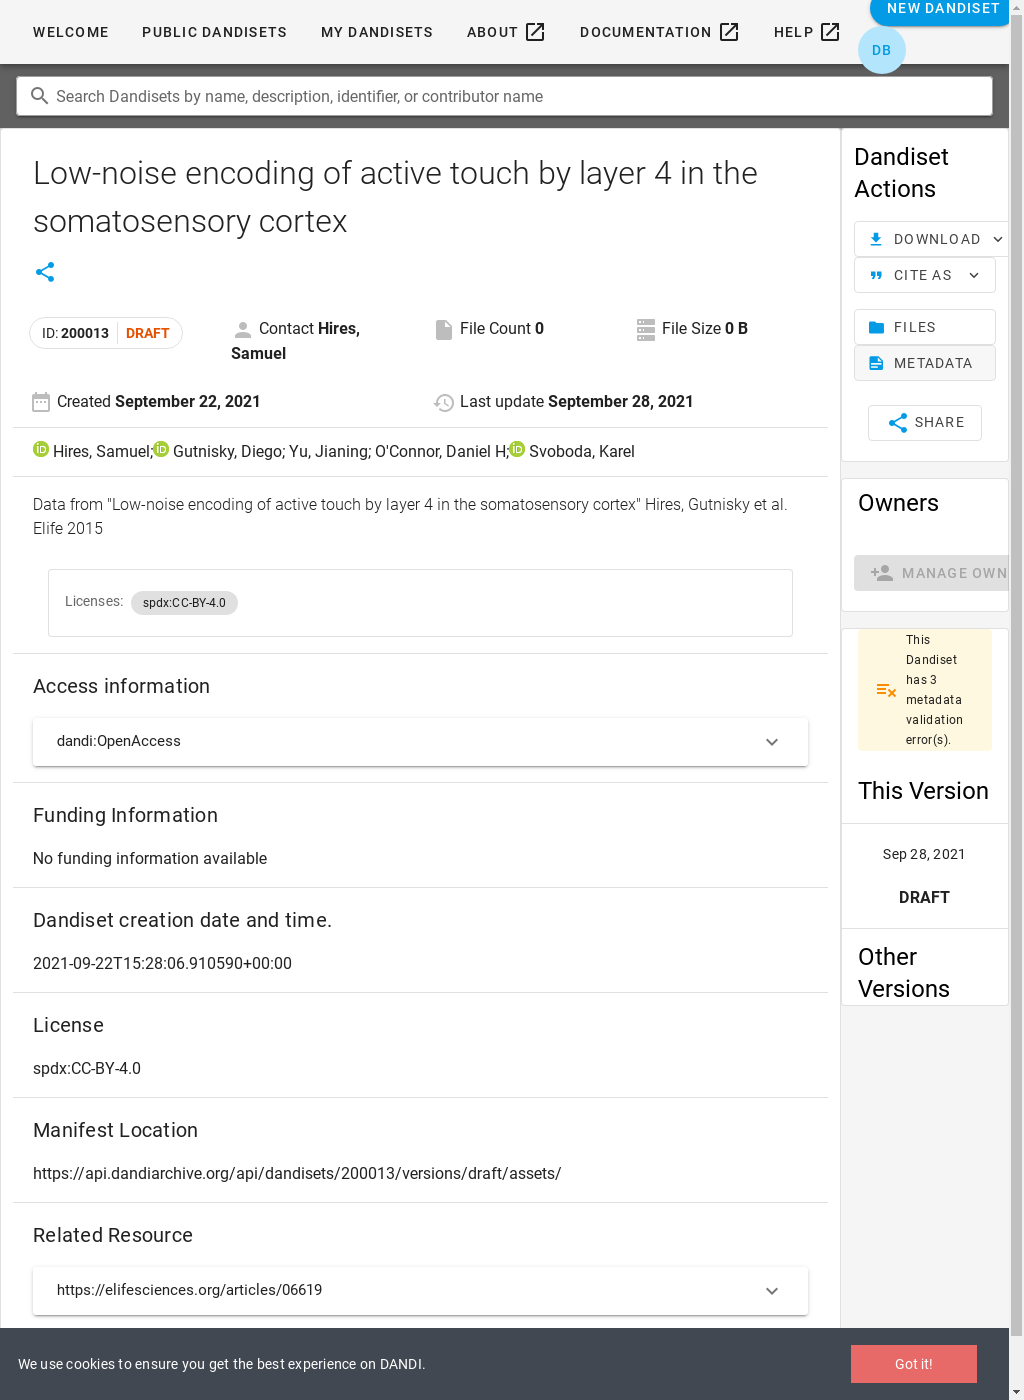 WELCOME PUBLIC DANDISETS MY DANDISETS ABOUT DOCUMENTATION HELP NEW DANDISET
DB
Search Dandisets by name, description, identifier, or contributor name
Low-noise encoding of active touch by layer 4 in the
somatosensory cortex
ID: 200013 DRAFT
Contact Hires,
Samuel
File Count 0
File Size 0 B
Created September 22, 2021
Last update September 28, 2021
Hires, Samuel; Gutnisky, Diego; Yu, Jianing; O'Connor, Daniel H; Svoboda, Karel
Data from "Low-noise encoding of active touch by layer 4 in the somatosensory cortex" Hires, Gutnisky et al.
Elife 2015
Licenses: spdx:CC-BY-4.0
Access information
dandi:OpenAccess
Funding Information
No funding information available
Dandiset creation date and time.
2021-09-22T15:28:06.910590+00:00
License
spdx:CC-BY-4.0
Manifest Location
https://api.dandiarchive.org/api/dandisets/200013/versions/draft/assets/
Related Resource
https://elifesciences.org/articles/06619
Dandiset
Actions
DOWNLOAD
CITE AS
FILES
METADATA
SHARE
Owners
MANAGE OWN
This
Dandiset
has 3
metadata
validation
error(s).
This Version
Sep 28, 2021
DRAFT
Other
Versions
We use cookies to ensure you get the best experience on DANDI.
Got it!